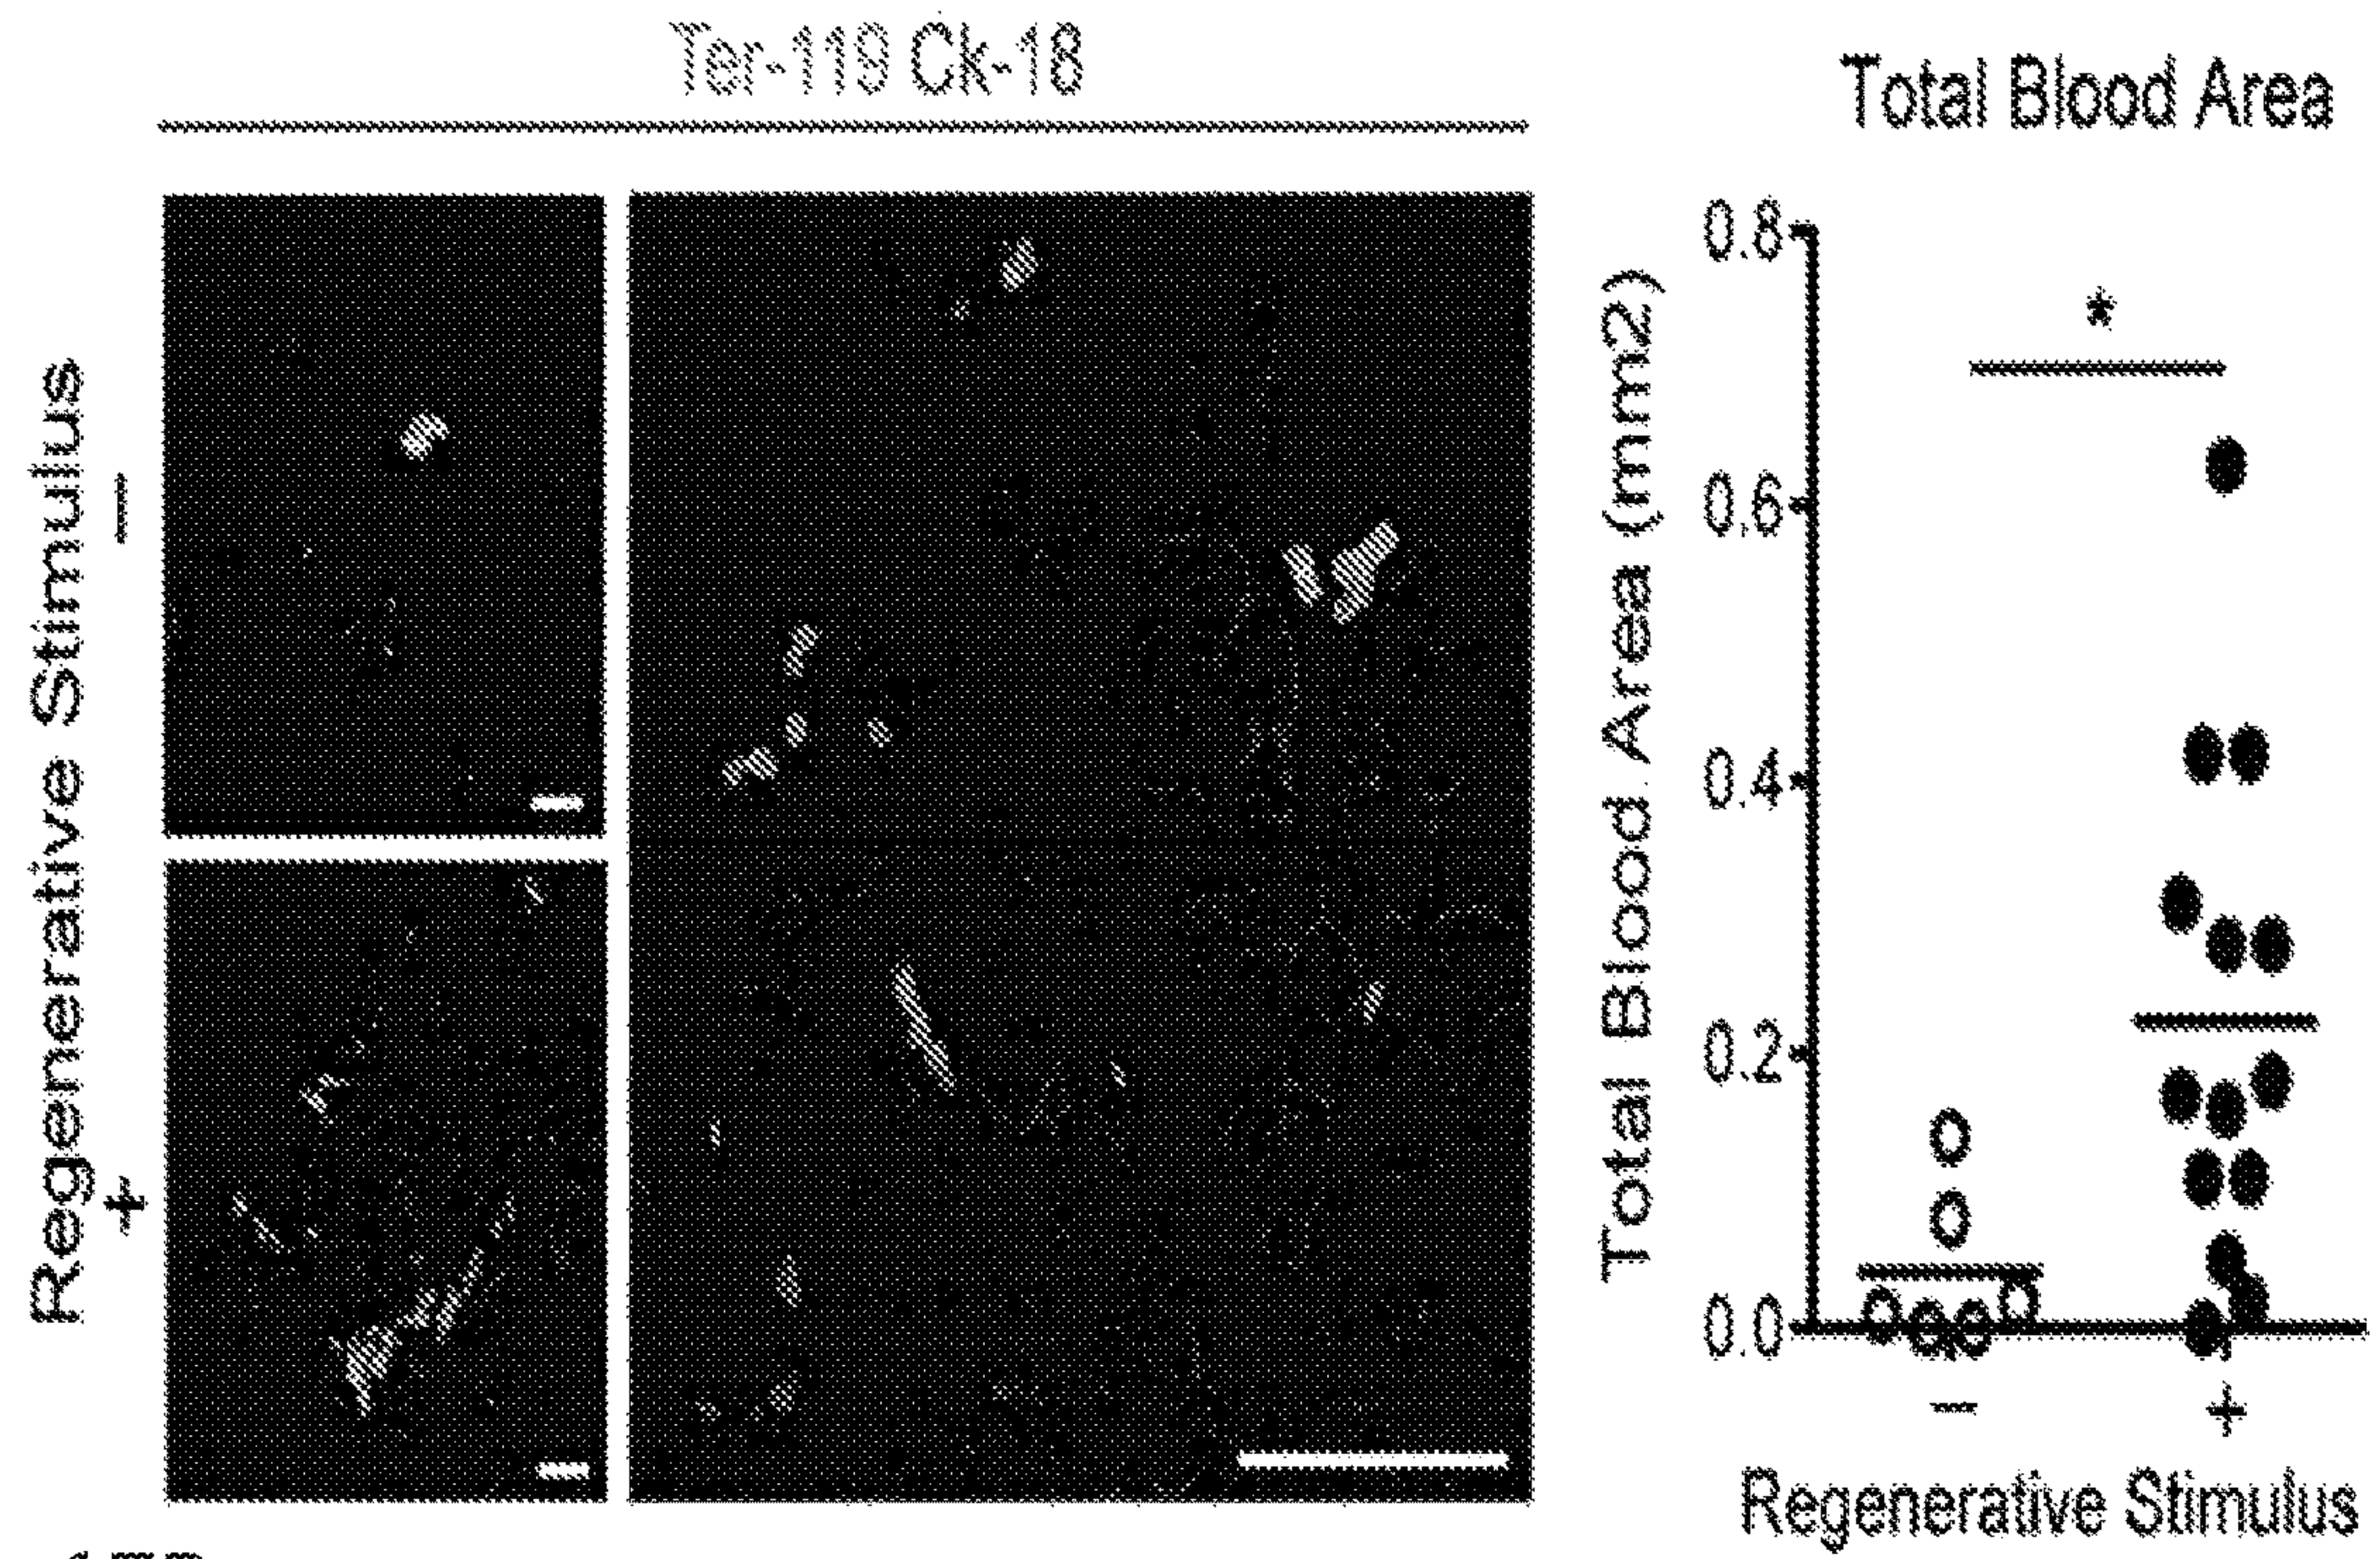 Ter-119 Ck-18
Regenerative Stimulus
−
+
Total Blood Area
Total Blood Area (mm2)
0.8
0.6
0.4
0.2
0.0
*
−
+
Regenerative Stimulus